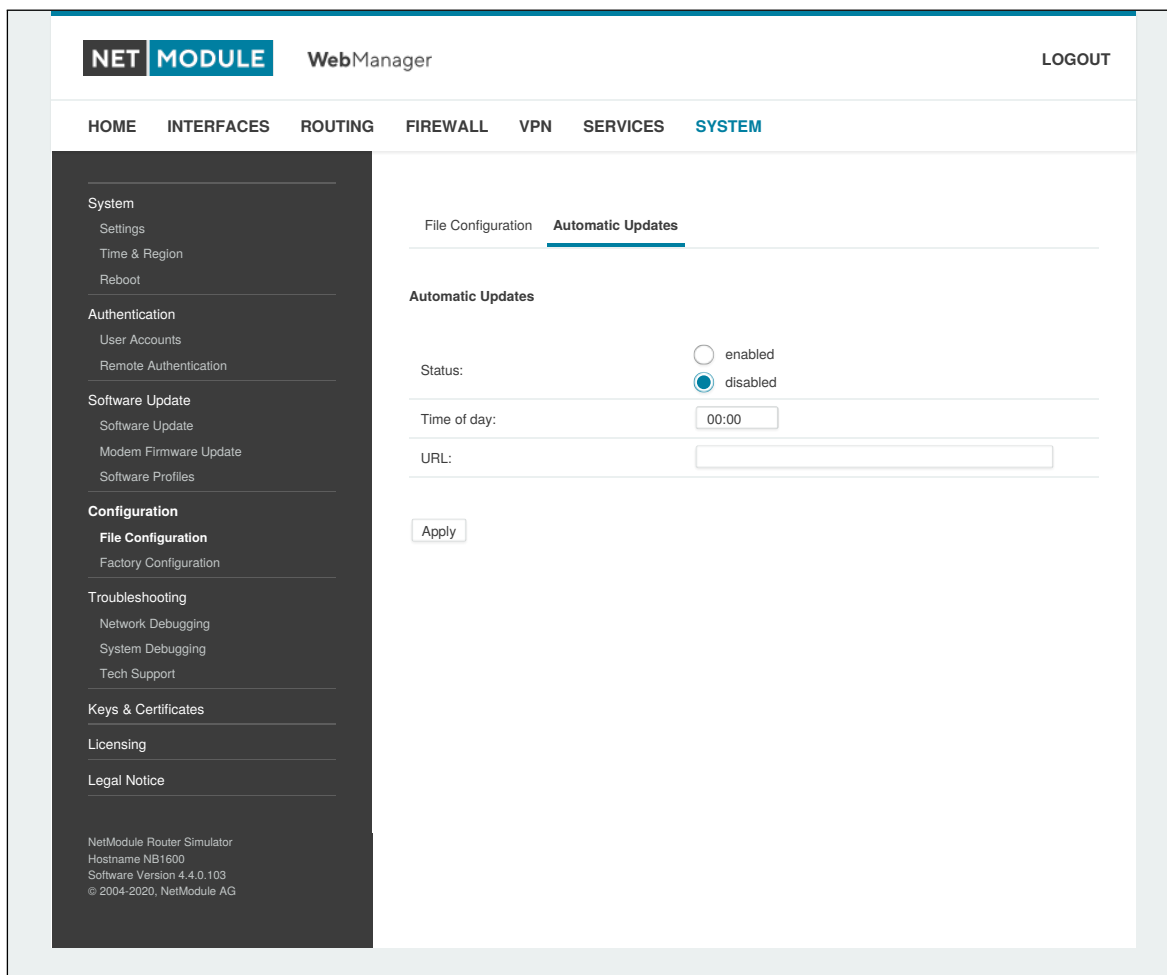 NET MODULE WebManager LOGOUT
HOME INTERFACES ROUTING FIREWALL VPN SERVICES SYSTEM
System
Settings
Time & Region
Reboot
Authentication
User Accounts
Remote Authentication
Software Update
Software Update
Modem Firmware Update
Software Profiles
Configuration
File Configuration
Factory Configuration
Troubleshooting
Network Debugging
System Debugging
Tech Support
Keys & Certificates
Licensing
Legal Notice
NetModule Router Simulator
Hostname NB1600
Software Version 4.4.0.103
© 2004-2020, NetModule AG
File Configuration Automatic Updates
Automatic Updates
Status:
enabled
disabled
Time of day: 00:00
URL:
Apply